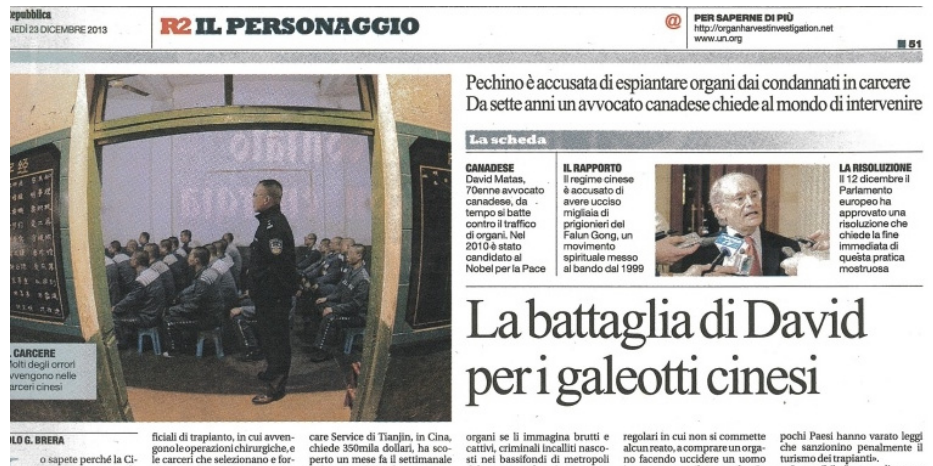 Repubblica
NEDÌ 23 DICEMBRE 2013
R2 IL PERSONAGGIO
@
PER SAPERNE DI PIÙ
http://organharvestinvestigation.net
www.un.org
51
Pechino è accusata di espiantare organi dai condannati in carcere
Da sette anni un avvocato canadese chiede al mondo di intervenire
La scheda
CANADESE
David Matas,
70enne avvocato
canadese, da
tempo si batte
contro il traffico
di organi. Nel
2010 è stato
candidato al
Nobel per la Pace
IL RAPPORTO
Il regime cinese
è accusato di
avere ucciso
migliaia di
prigionieri del
Falun Gong, un
movimento
spirituale messo
al bando dal 1999
LA RISOLUZIONE
Il 12 dicembre il
Parlamento
europeo ha
approvato una
risoluzione che
chiede la fine
immediata di
questa pratica
mostruosa
La battaglia di David
per i galeotti cinesi
CARCERE
Molti degli orrori
avvengono nelle
carceri cinesi
OLO G. BRERA
o sapete perché la Ci-
ficiali di trapianto, in cui avven-
gono le operazioni chirurgiche, e
le carceri che selezionano e for-
care Service di Tianjin, in Cina,
chiede 350mila dollari, ha sco-
perto un mese fa il settimanale
organi se li immagina brutti e
cattivi, criminali incalliti nasco-
sti nei bassifondi di metropoli
regolari in cui non si commette
alcun reato, a comprare un orga-
no facendo uccidere un uomo
pochi Paesi hanno varato leggi
che sanzionino penalmente il
turismo dei trapianti».